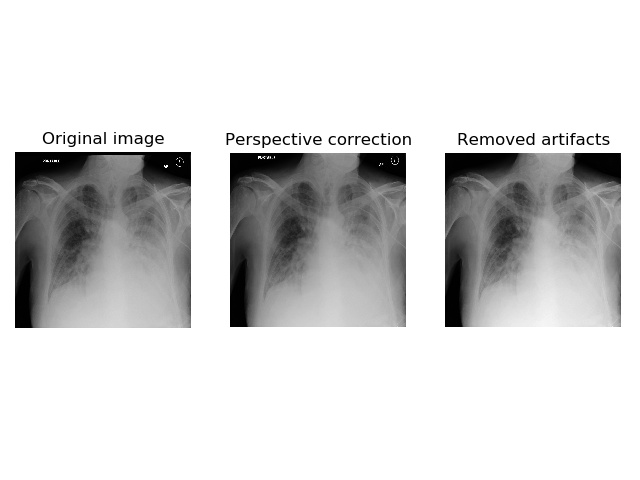 Original image
Perspective correction
Removed artifacts